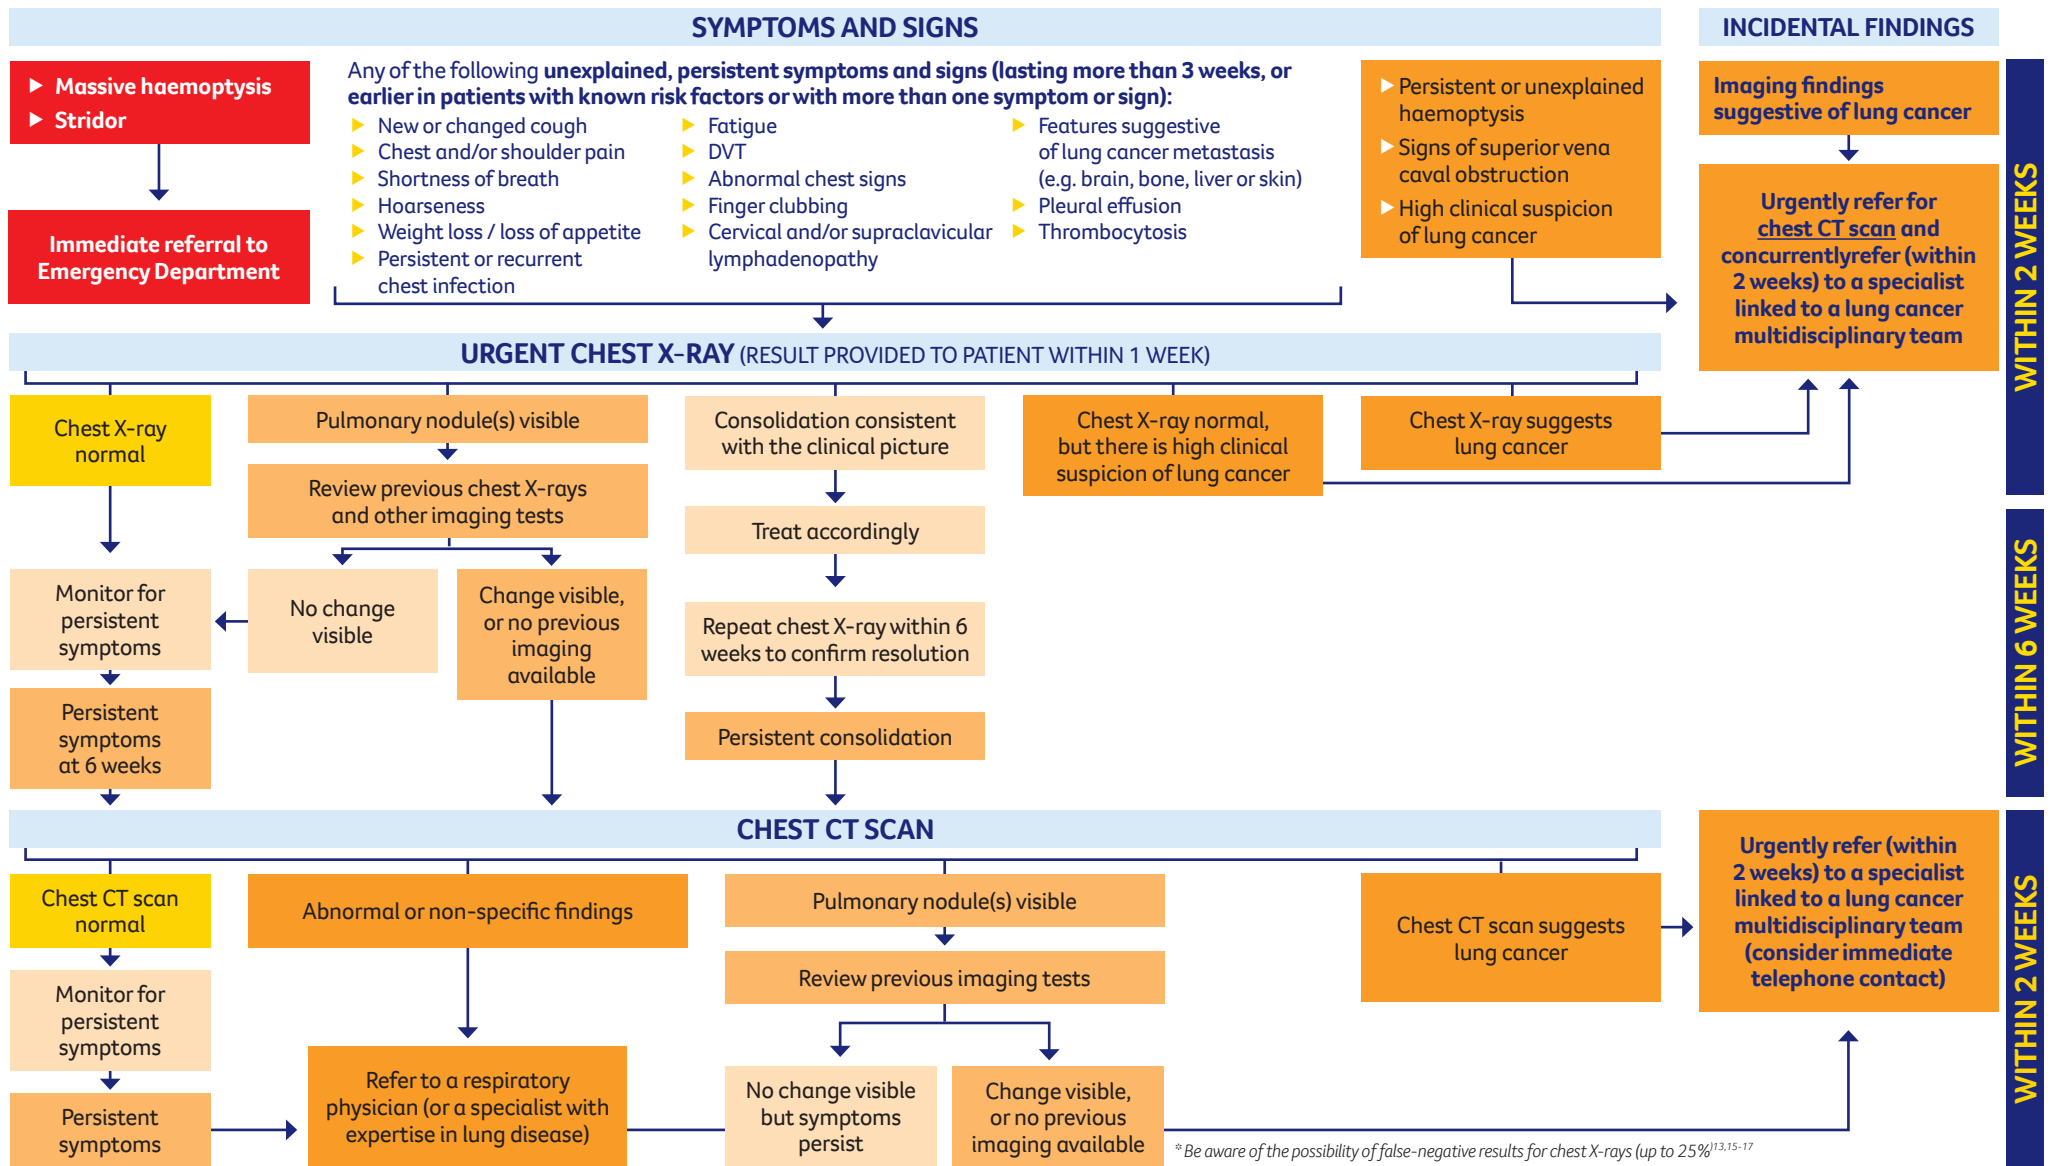 SYMPTOMS AND SIGNS
INCIDENTAL FINDINGS
Massive haemoptysis
Stridor
Immediate referral to
Emergency Department
Any of the following unexplained, persistent symptoms and signs (lasting more than 3 weeks, or
earlier in patients with known risk factors or with more than one symptom or sign):
New or changed cough
Chest and/or shoulder pain
Shortness of breath
Hoarseness
Weight loss / loss of appetite
Persistent or recurrent
chest infection
Fatigue
DVT
Abnormal chest signs
Finger clubbing
Cervical and/or supraclavicular
lymphadenopathy
Features suggestive
of lung cancer metastasis
(e.g. brain, bone, liver or skin)
Pleural effusion
Thrombocytosis
Persistent or unexplained
haemoptysis
Signs of superior vena
caval obstruction
High clinical suspicion
of lung cancer
Imaging findings
suggestive of lung cancer
Urgently refer for
chest CT scan and
concurrentlyrefer (within
2 weeks) to a specialist
linked to a lung cancer
multidisciplinary team
WITHIN 2 WEEKS
URGENT CHEST X-RAY (RESULT PROVIDED TO PATIENT WITHIN 1 WEEK)
Chest X-ray
normal
Monitor for
persistent
symptoms
Persistent
symptoms
at 6 weeks
Pulmonary nodule(s) visible
Review previous chest X-rays
and other imaging tests
No change
visible
Change visible,
or no previous
imaging
available
Consolidation consistent
with the clinical picture
Treat accordingly
Repeat chest X-ray within 6
weeks to confirm resolution
Persistent consolidation
Chest X-ray normal,
but there is high clinical
suspicion of lung cancer
Chest X-ray suggests
lung cancer
WITHIN 6 WEEKS
CHEST CT SCAN
Chest CT scan
normal
Monitor for
persistent
symptoms
Persistent
symptoms
Abnormal or non-specific findings
Refer to a respiratory
physician (or a specialist with
expertise in lung disease)
Pulmonary nodule(s) visible
Review previous imaging tests
No change visible
but symptoms
persist
Change visible,
or no previous
imaging available
Chest CT scan suggests
lung cancer
Urgently refer (within
2 weeks) to a specialist
linked to a lung cancer
multidisciplinary team
(consider immediate
telephone contact)
WITHIN 2 WEEKS
* Be aware of the possibility of false-negative results for chest X-rays (up to 25%)13,15-17